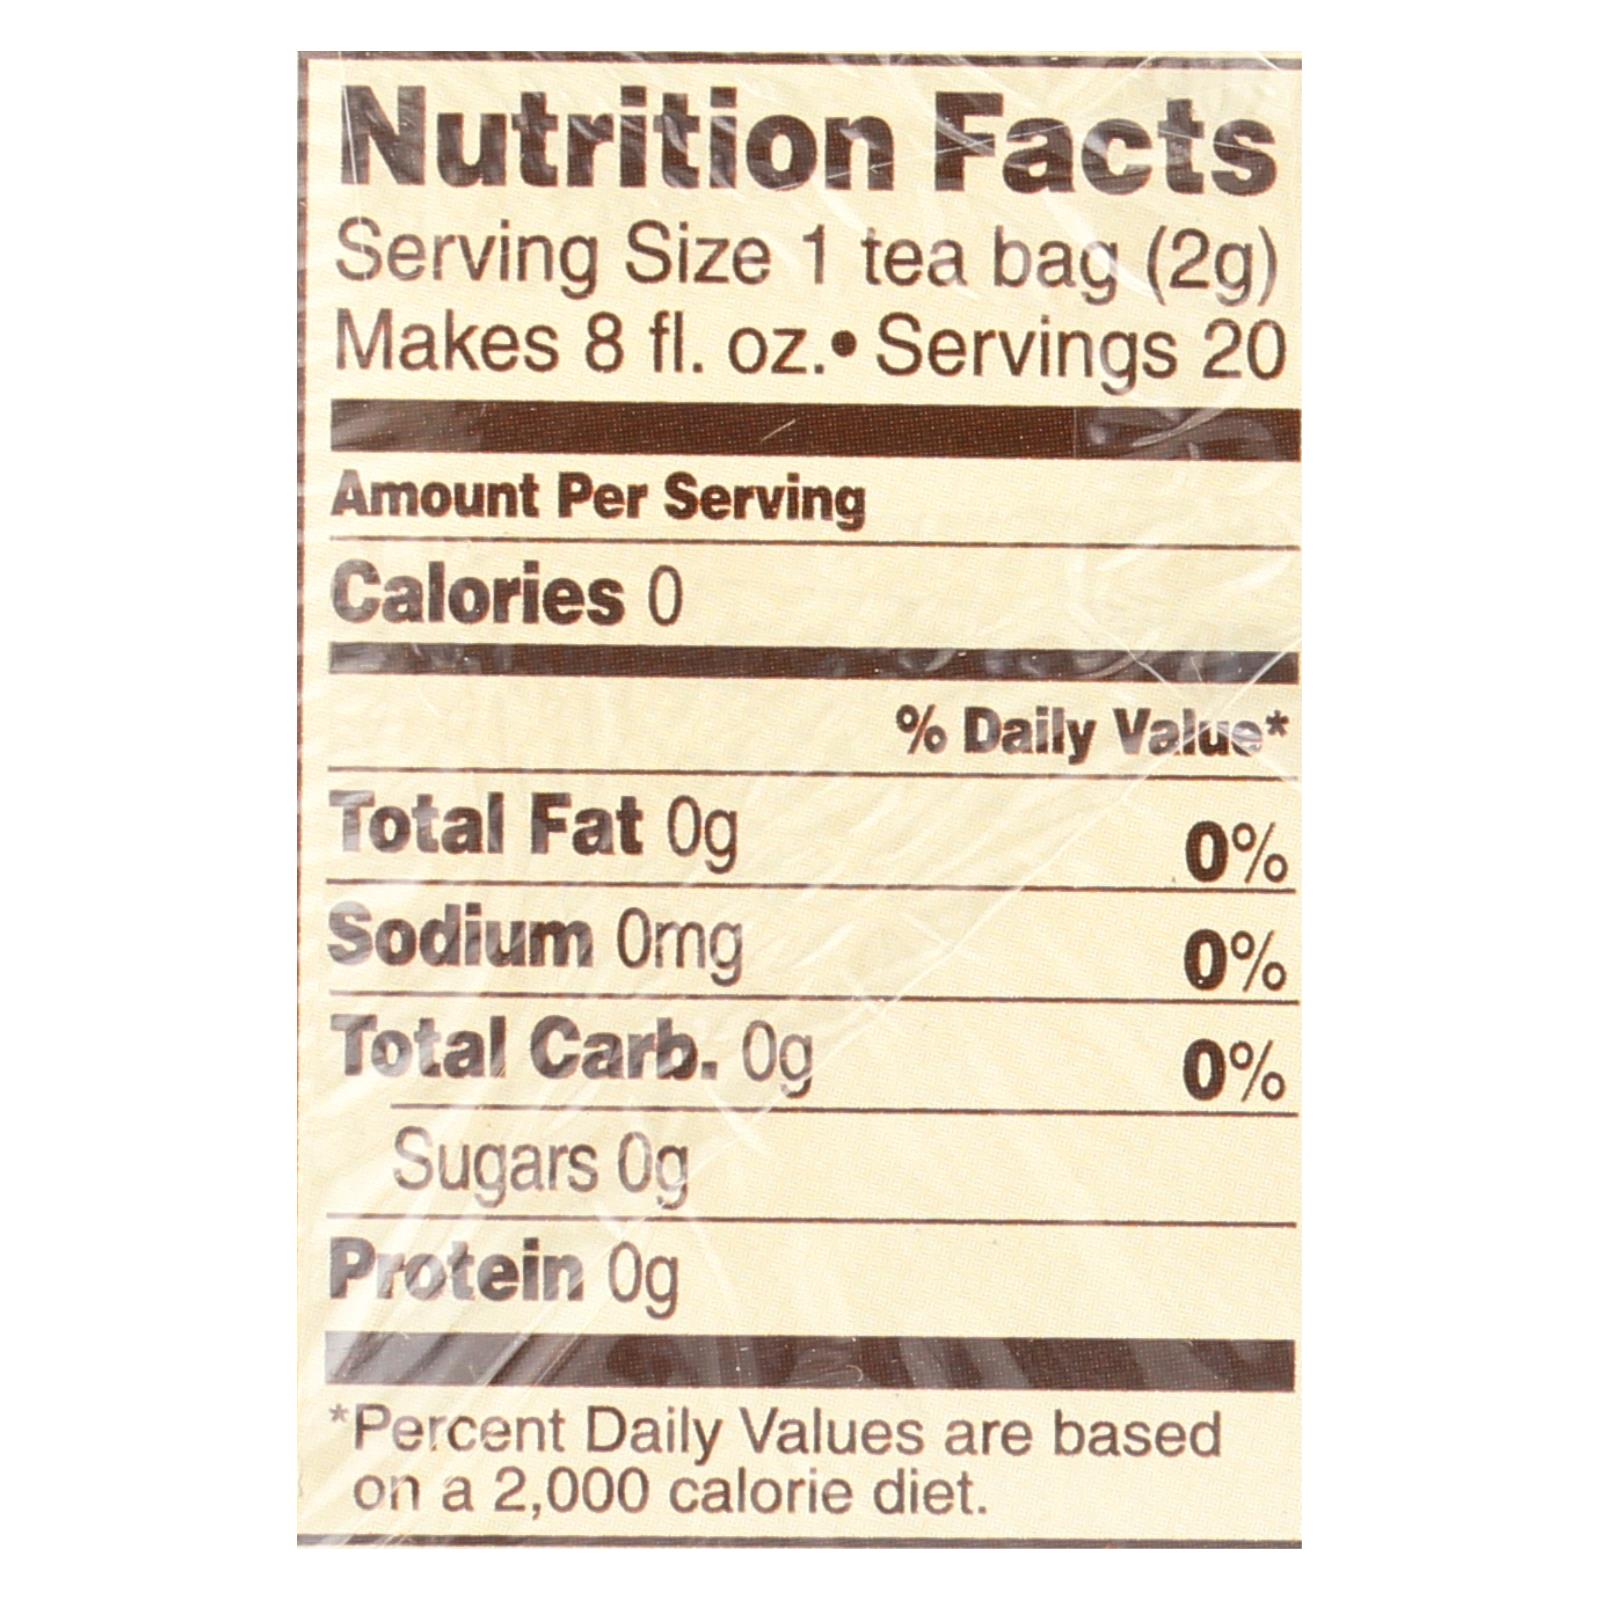 Nutrition Facts
Serving Size 1 tea bag (2g)
Makes 8 fl. oz.• Servings 20
Amount Per Serving
Calories 0
% Daily Value*
Total Fat 0g 0%
Sodium 0mg 0%
Total Carb. 0g 0%
Sugars 0g
Protein 0g
*Percent Daily Values are based
on a 2,000 calorie diet.